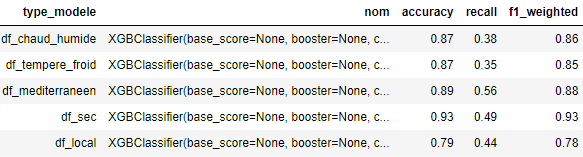 type_modele nom accuracy recall f1_weighted
df_chaud_humide XGBClassifier(base_score=None, booster=None, c... 0.87 0.38 0.86
df_tempere_froid XGBClassifier(base_score=None, booster=None, c... 0.87 0.35 0.85
df_mediterraneen XGBClassifier(base_score=None, booster=None, c... 0.89 0.56 0.88
df_sec XGBClassifier(base_score=None, booster=None, c... 0.93 0.49 0.93
df_local XGBClassifier(base_score=None, booster=None, c... 0.79 0.44 0.78